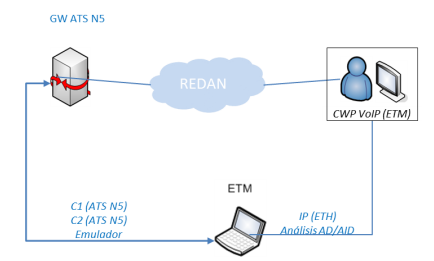 GW ATS N5
REDAN
CWP VoIP (ETM)
ETM
C1 (ATS N5)
C2 (ATS N5)
Emulador
IP (ETH)
Análisis AD/AID